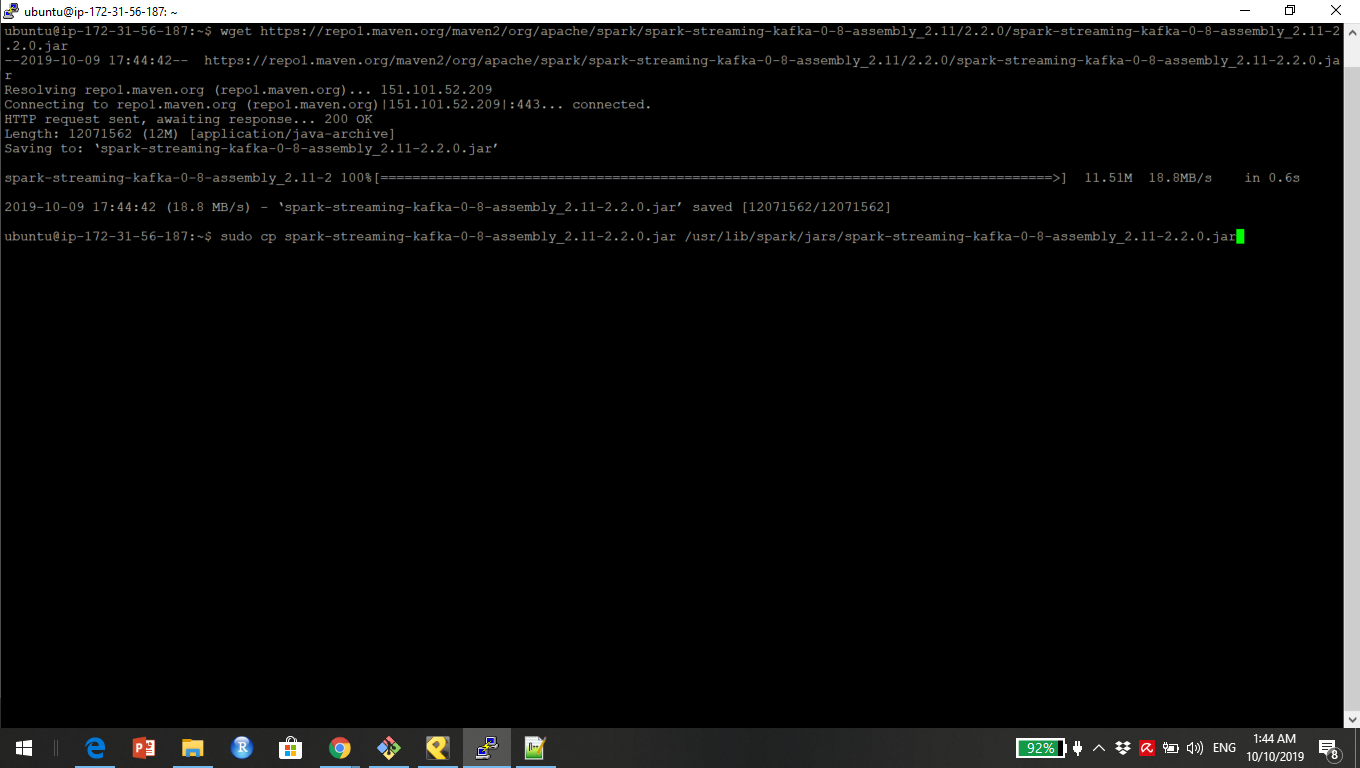 ubuntu@ip-172-31-56-187: ~
ubuntu@ip-172-31-56-187:~$ wget https://repo1.maven.org/maven2/org/apache/spark/spark-streaming-kafka-0-8-assembly_2.11/2.2.0/spark-streaming-kafka-0-8-assembly_2.11-2
.2.0.jar
--2019-10-09 17:44:42--  https://repo1.maven.org/maven2/org/apache/spark/spark-streaming-kafka-0-8-assembly_2.11/2.2.0/spark-streaming-kafka-0-8-assembly_2.11-2.2.0.ja
r
Resolving repo1.maven.org (repo1.maven.org)... 151.101.52.209
Connecting to repo1.maven.org (repo1.maven.org)|151.101.52.209|:443... connected.
HTTP request sent, awaiting response... 200 OK
Length: 12071562 (12M) [application/java-archive]
Saving to: ‘spark-streaming-kafka-0-8-assembly_2.11-2.2.0.jar’
spark-streaming-kafka-0-8-assembly_2.11-2 100%[====================================================================================>]  11.51M  18.8MB/s    in 0.6s
2019-10-09 17:44:42 (18.8 MB/s) - ‘spark-streaming-kafka-0-8-assembly_2.11-2.2.0.jar’ saved [12071562/12071562]
ubuntu@ip-172-31-56-187:~$ sudo cp spark-streaming-kafka-0-8-assembly_2.11-2.2.0.jar /usr/lib/spark/jars/spark-streaming-kafka-0-8-assembly_2.11-2.2.0.jar
92%
ENG
1:44 AM
10/10/2019
8